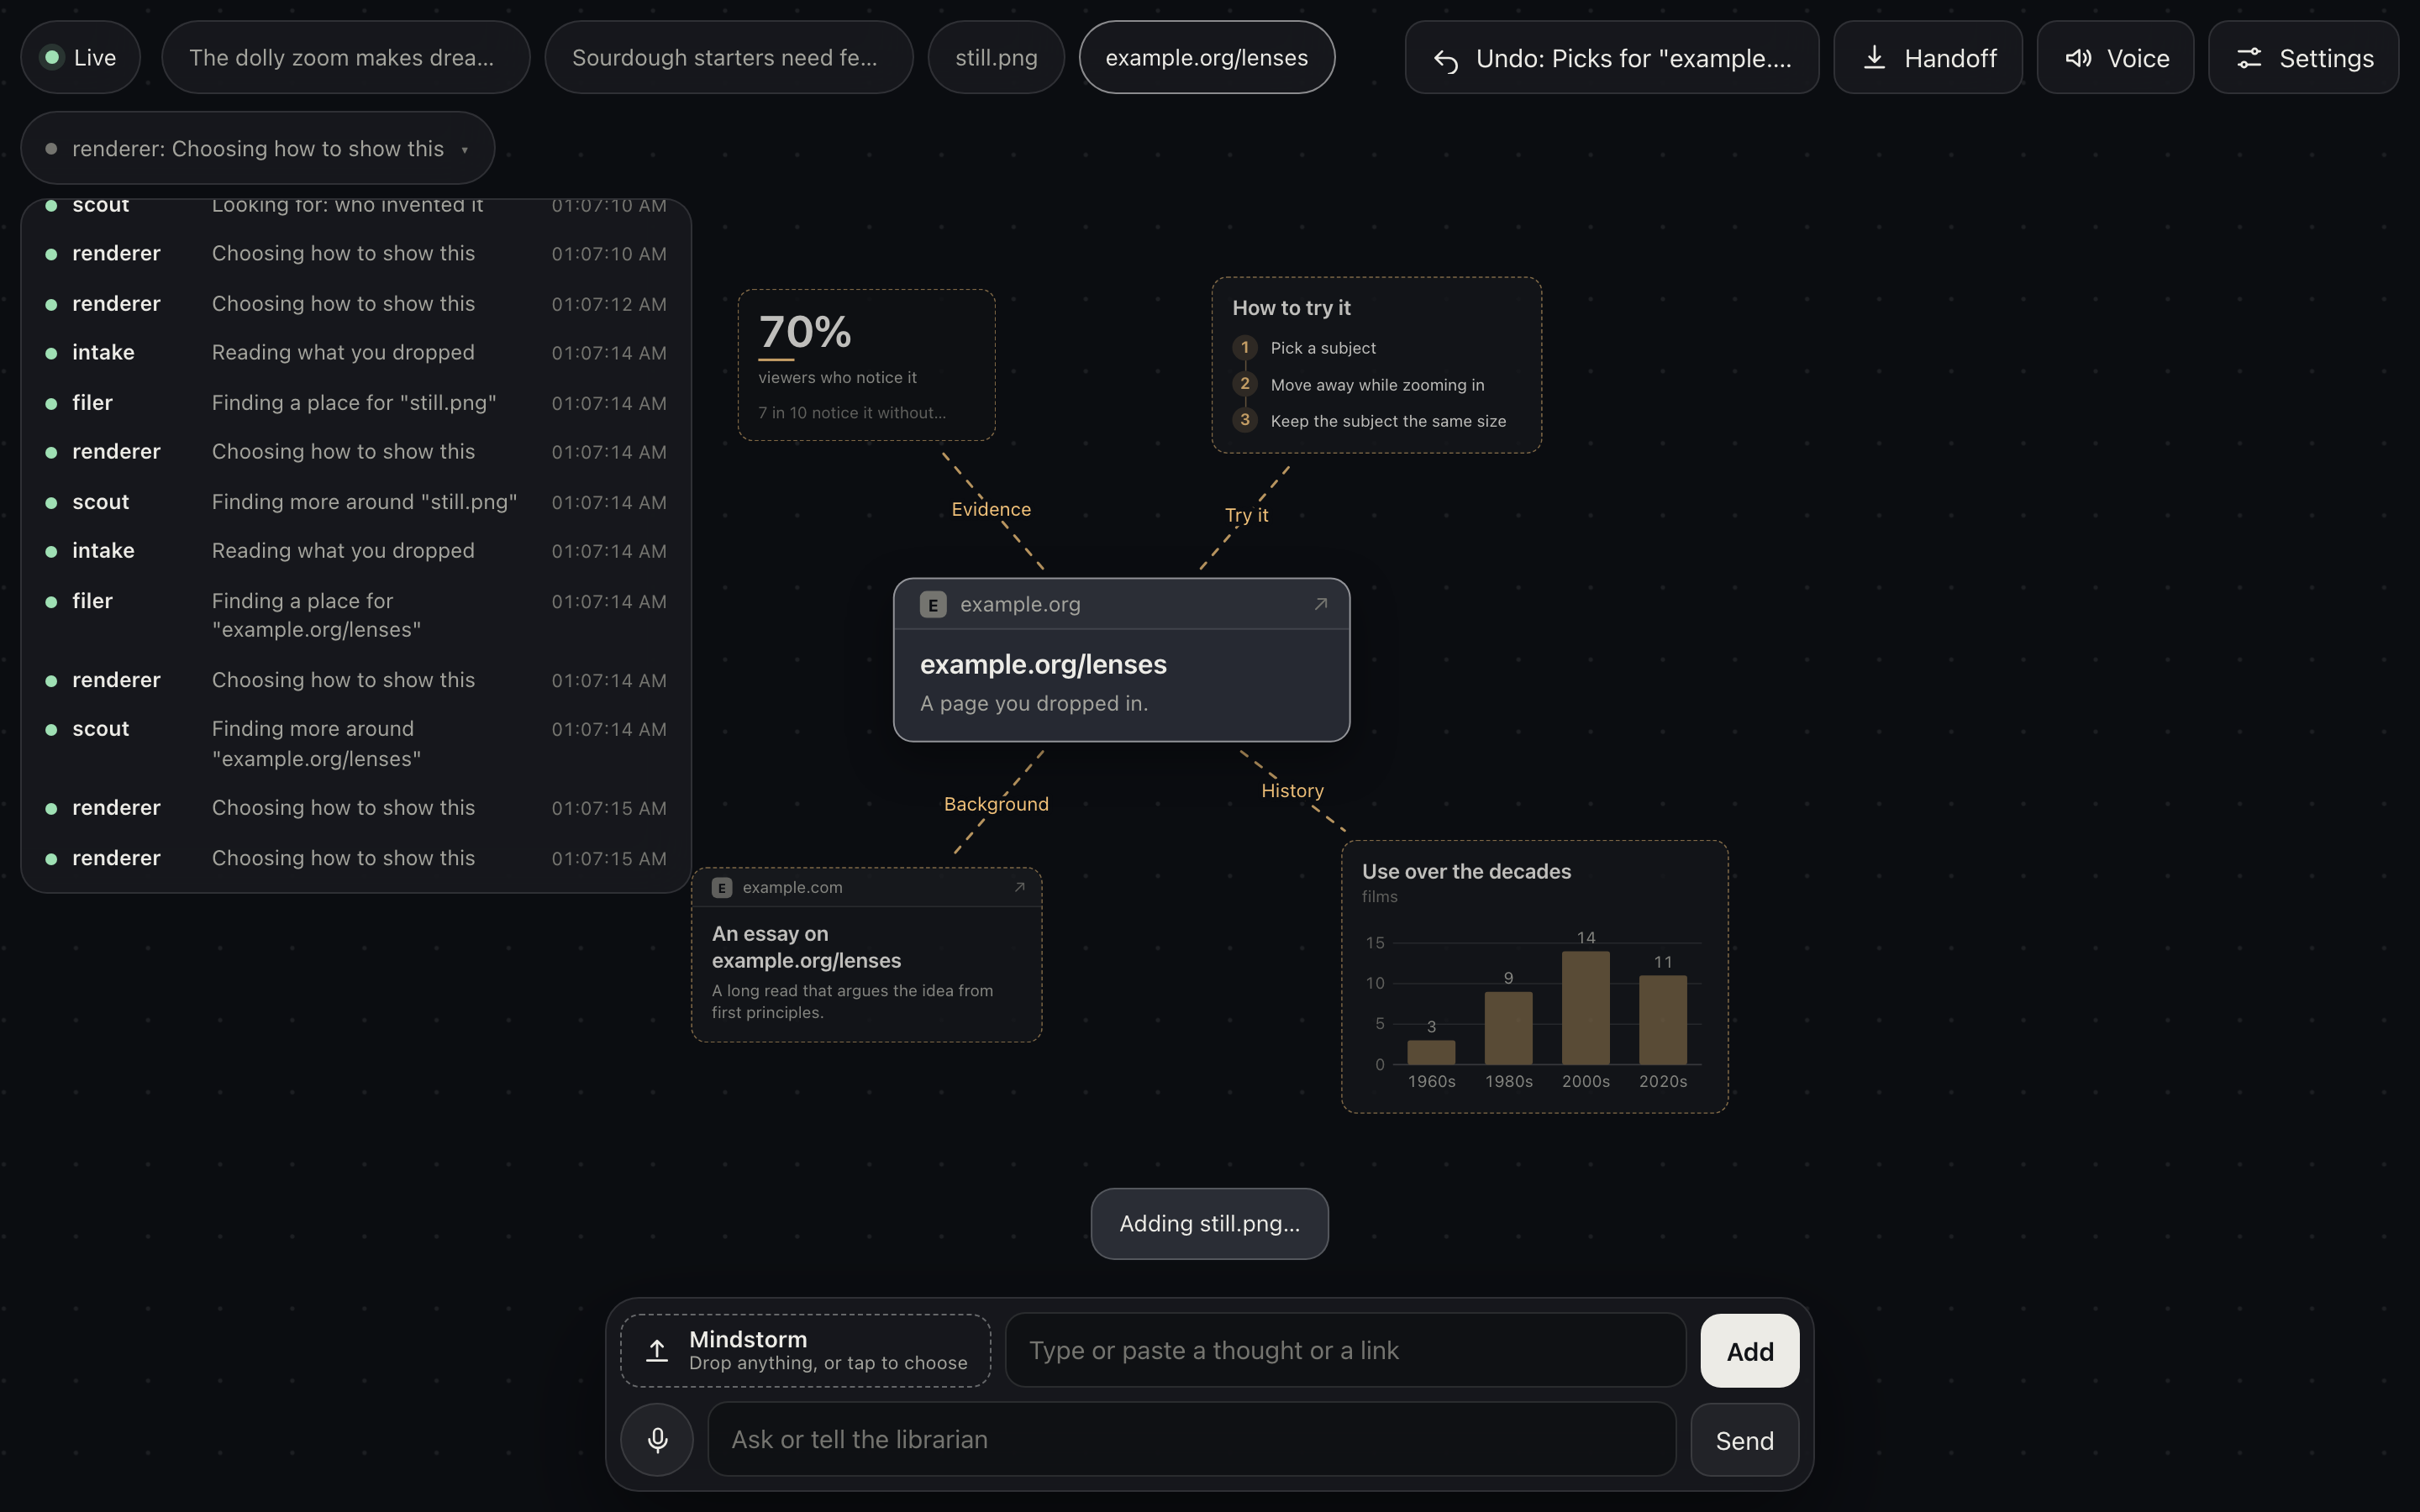 Live
The dolly zoom makes drea...
Sourdough starters need fe...
still.png
example.org/lenses
Undo: Picks for "example....
Handoff
Voice
Settings
renderer: Choosing how to show this
scout Looking for: who invented it 01:07:10 AM
renderer Choosing how to show this 01:07:10 AM
renderer Choosing how to show this 01:07:12 AM
intake Reading what you dropped 01:07:14 AM
filer Finding a place for "still.png" 01:07:14 AM
renderer Choosing how to show this 01:07:14 AM
scout Finding more around "still.png" 01:07:14 AM
intake Reading what you dropped 01:07:14 AM
filer Finding a place for 01:07:14 AM
"example.org/lenses"
renderer Choosing how to show this 01:07:14 AM
scout Finding more around 01:07:14 AM
"example.org/lenses"
renderer Choosing how to show this 01:07:15 AM
renderer Choosing how to show this 01:07:15 AM
70%
viewers who notice it
7 in 10 notice it without...
How to try it
1 Pick a subject
2 Move away while zooming in
3 Keep the subject the same size
Evidence
Try it
E example.org
example.org/lenses
A page you dropped in.
Background
History
E example.com
An essay on
example.org/lenses
A long read that argues the idea from
first principles.
Use over the decades
films
15
10
5
0
3
9
14
11
1960s 1980s 2000s 2020s
Adding still.png...
Mindstorm
Drop anything, or tap to choose
Type or paste a thought or a link
Add
Ask or tell the librarian
Send